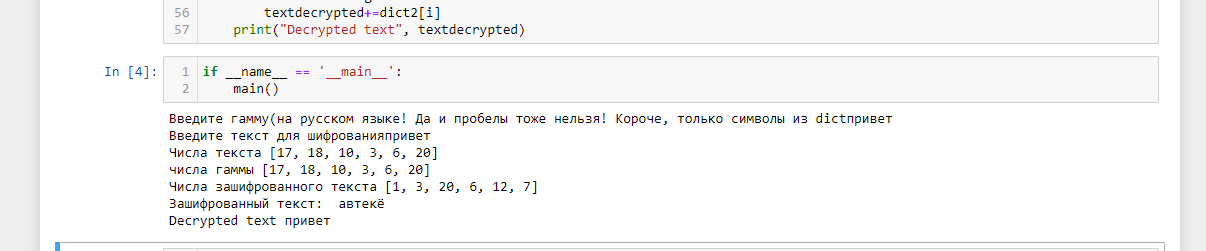 56 textdecrypted+=dict2[i]
57 print("Decrypted text", textdecrypted)
In [4]: 1 if __name__ == '__main__':
2 main()
Введите гамму(на русском языке! Да и пробелы тоже нельзя! Короче, только символы из dictпривет
Введите текст для шифрованияпривет
Числа текста [17, 18, 10, 3, 6, 20]
числа гаммы [17, 18, 10, 3, 6, 20]
Числа зашифрованного текста [1, 3, 20, 6, 12, 7]
Зашифрованный текст:  автекё
Decrypted text привет